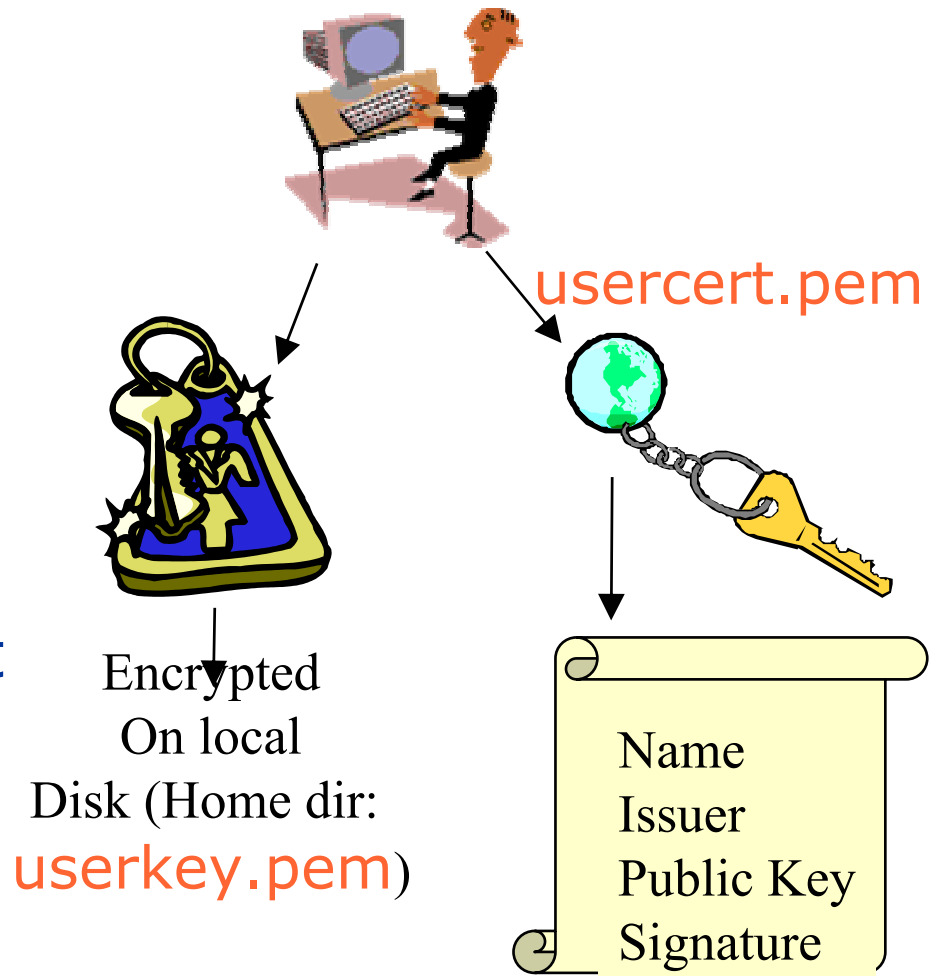 usercert.pem
Encrypted
On local
Disk (Home dir:
userkey.pem)
Name
Issuer
Public Key
Signature